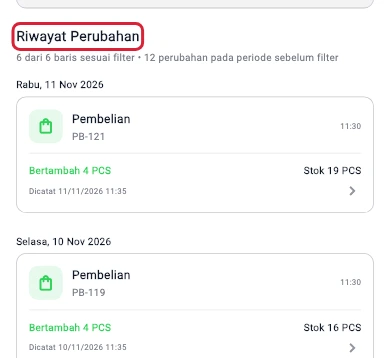 Riwayat Perubahan
6 dari 6 baris sesuai filter • 12 perubahan pada periode sebelum filter
Rabu, 11 Nov 2026
Pembelian
11:30
PB-121
Bertambah 4 PCS
Stok 19 PCS
Dicatat 11/11/2026 11:35
Selasa, 10 Nov 2026
Pembelian
11:30
PB-119
Bertambah 4 PCS
Stok 16 PCS
Dicatat 10/11/2026 11:35